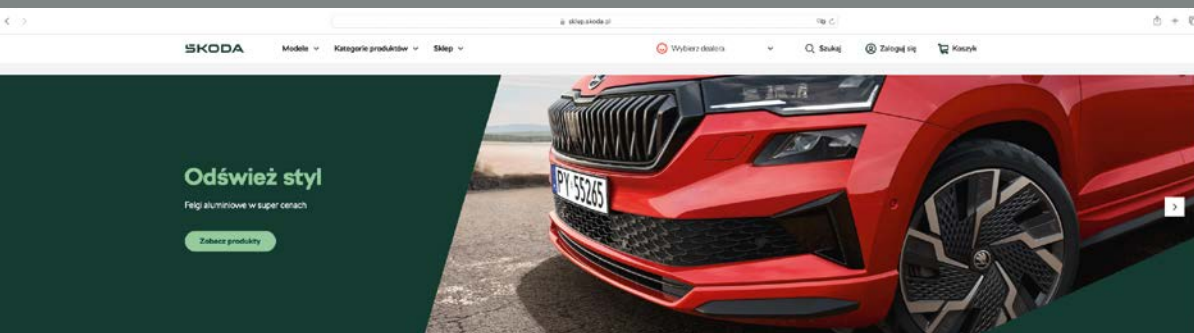 sklep.skoda.pl
SKODA Modele Kategorie produktów Sklep Wybierz dealera Szukaj Zaloguj się Koszyk
Odśwież styl
Felgi aluminiowe w super cenach
Zobacz produkty
PY·55265